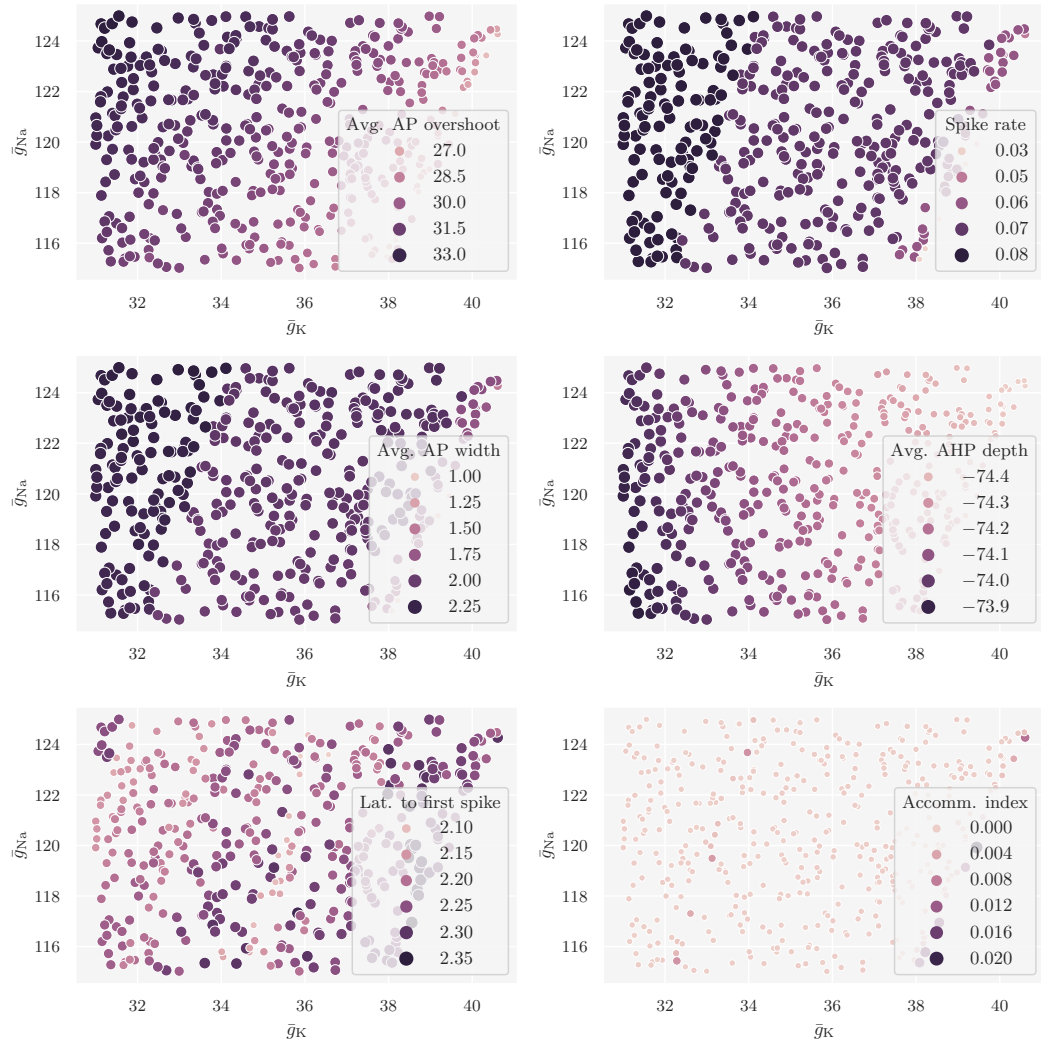 124
122
120
118
116
ḡNa
Avg. AP overshoot
27.0
28.5
30.0
31.5
33.0
32 34 36 38 40
ḡK
124
122
120
118
116
ḡNa
Spike rate
0.03
0.05
0.06
0.07
0.08
32 34 36 38 40
ḡK
124
122
120
118
116
ḡNa
Avg. AP width
1.00
1.25
1.50
1.75
2.00
2.25
32 34 36 38 40
ḡK
124
122
120
118
116
ḡNa
Avg. AHP depth
−74.4
−74.3
−74.2
−74.1
−74.0
−73.9
32 34 36 38 40
ḡK
124
122
120
118
116
ḡNa
Lat. to first spike
2.10
2.15
2.20
2.25
2.30
2.35
32 34 36 38 40
ḡK
124
122
120
118
116
ḡNa
Accomm. index
0.000
0.004
0.008
0.012
0.016
0.020
32 34 36 38 40
ḡK